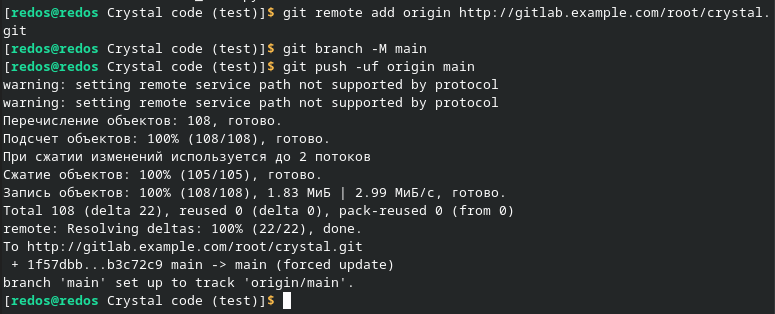 [redos@redos Crystal code (test)]$ git remote add origin http://gitlab.example.com/root/crystal.
git
[redos@redos Crystal code (test)]$ git branch -M main
[redos@redos Crystal code (test)]$ git push -uf origin main
warning: setting remote service path not supported by protocol
warning: setting remote service path not supported by protocol
Перечисление объектов: 108, готово.
Подсчет объектов: 100% (108/108), готово.
При сжатии изменений используется до 2 потоков
Сжатие объектов: 100% (105/105), готово.
Запись объектов: 100% (108/108), 1.83 МиБ | 2.99 МиБ/с, готово.
Total 108 (delta 22), reused 0 (delta 0), pack-reused 0 (from 0)
remote: Resolving deltas: 100% (22/22), done.
To http://gitlab.example.com/root/crystal.git
 + 1f57dbb...b3c72c9 main -> main (forced update)
branch 'main' set up to track 'origin/main'.
[redos@redos Crystal code (test)]$